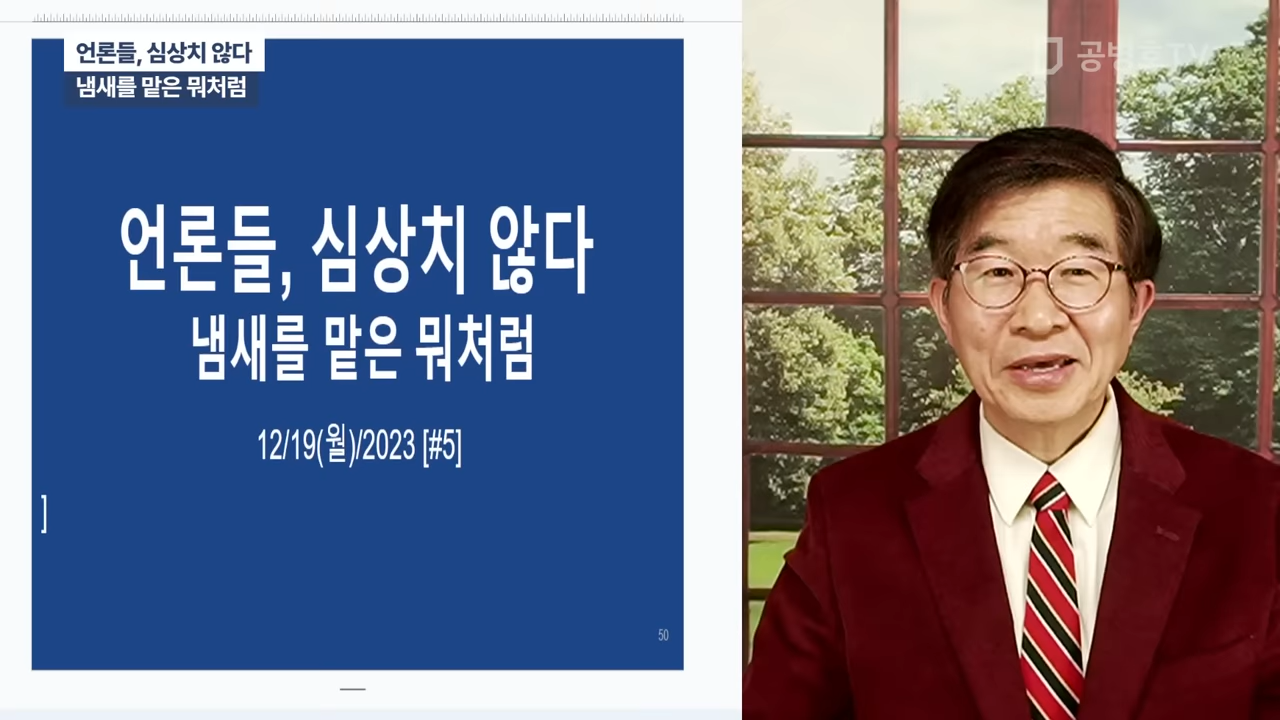 언론들, 심상치 않다
냄새를 맡은 뭐처럼
언론들, 심상치 않다
냄새를 맡은 뭐처럼
12/19(월)/2023 [#5]
]
50
공병호TV